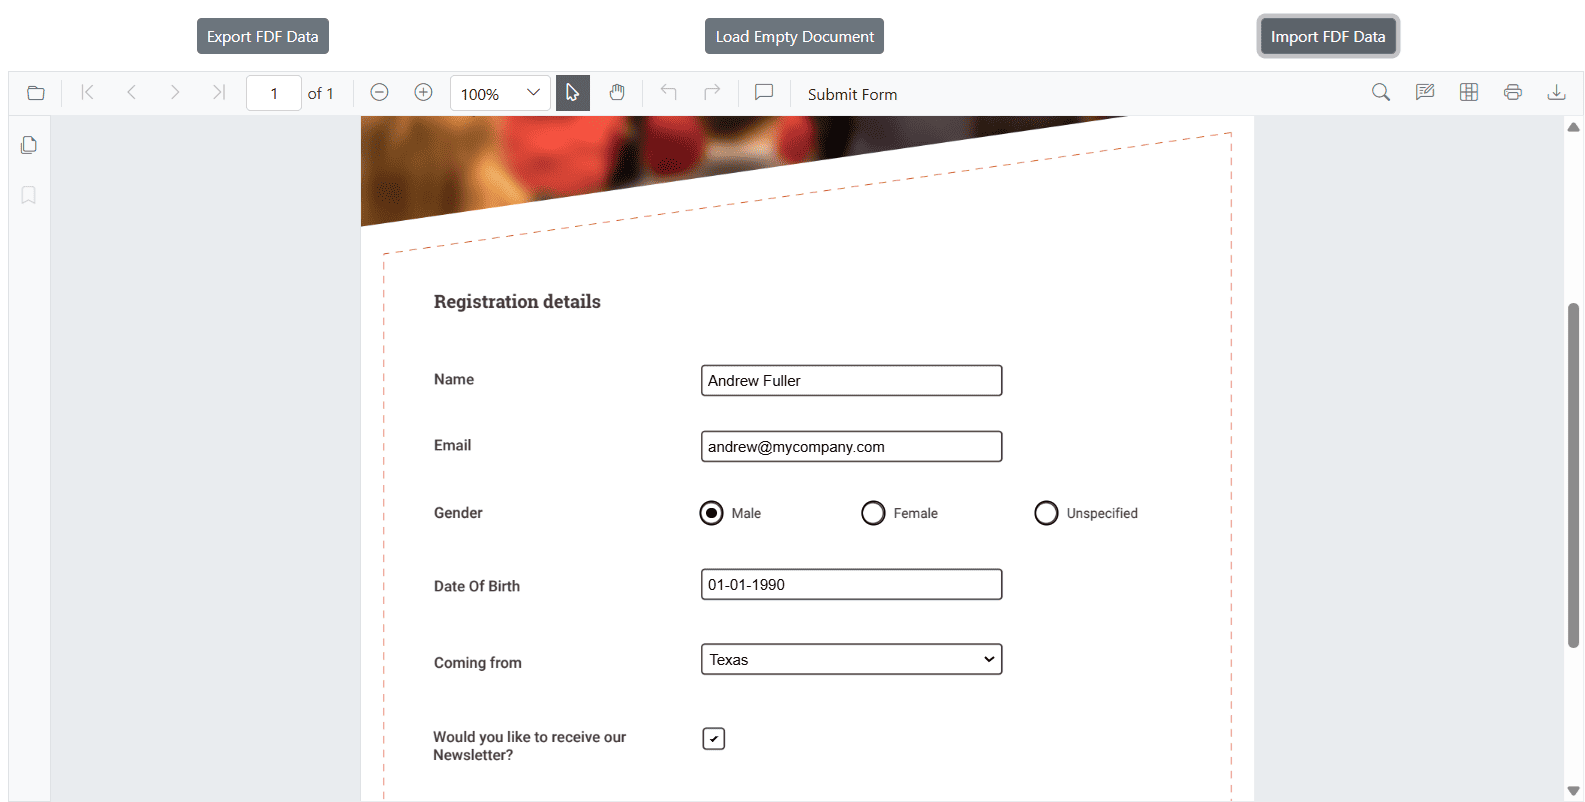 Export FDF Data
Load Empty Document
Import FDF Data
1
of 1
100%
Submit Form
Registration details
Name
Andrew Fuller
Email
andrew@mycompany.com
Gender
Male
Female
Unspecified
Date Of Birth
01-01-1990
Coming from
Texas
Would you like to receive our
Newsletter?